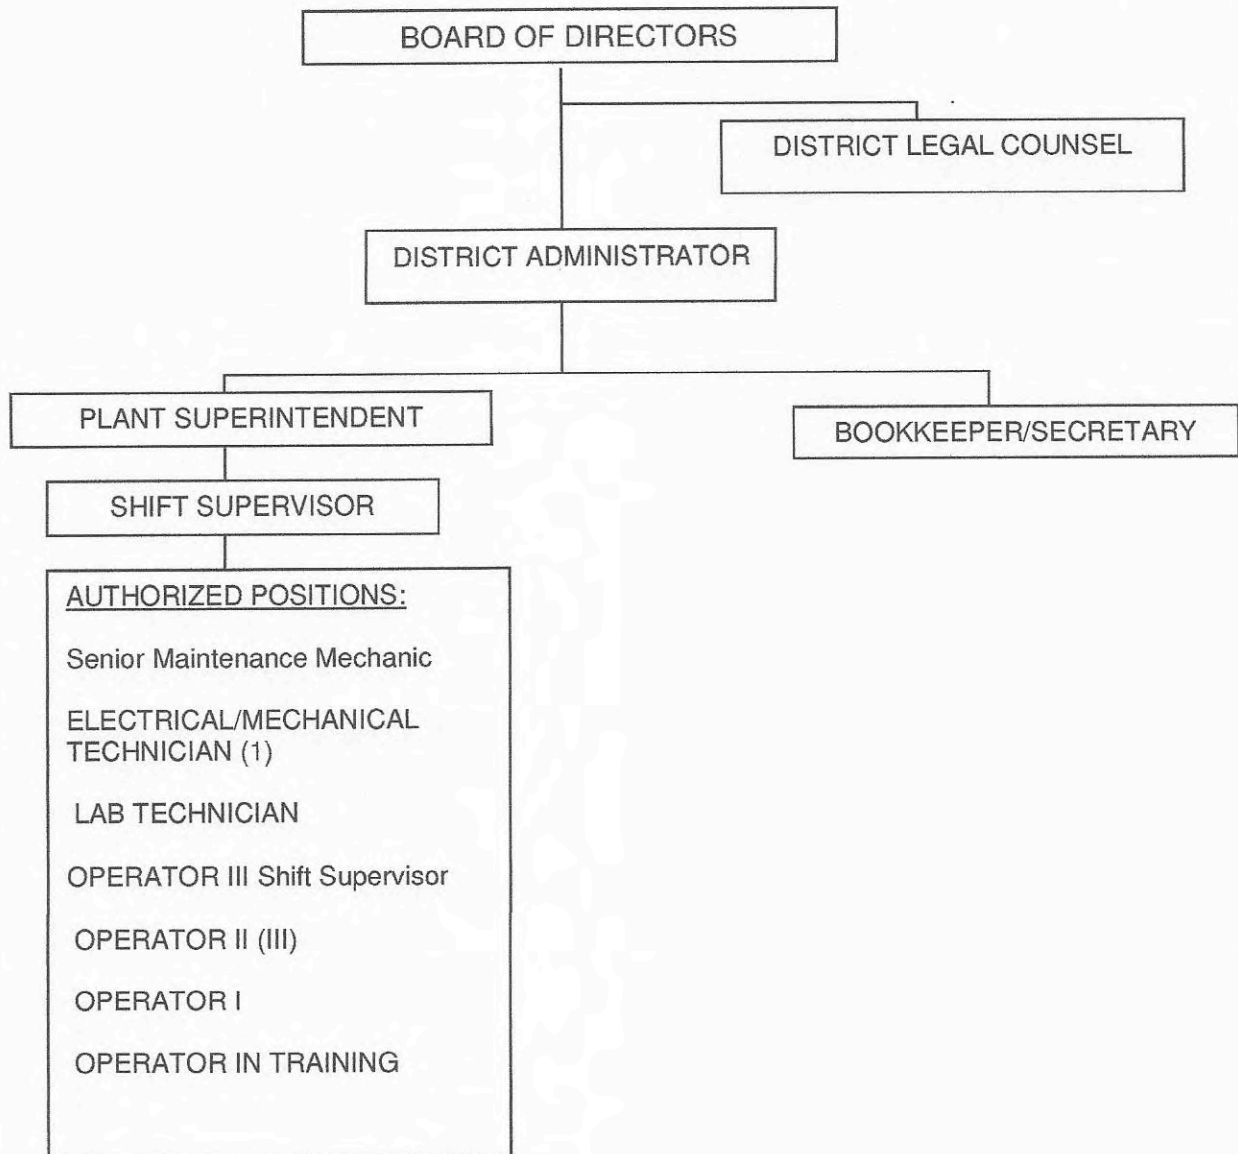 BOARD OF DIRECTORS
DISTRICT LEGAL COUNSEL
DISTRICT ADMINISTRATOR
PLANT SUPERINTENDENT
BOOKKEEPER/SECRETARY
SHIFT SUPERVISOR
AUTHORIZED POSITIONS:
Senior Maintenance Mechanic
ELECTRICAL/MECHANICAL
TECHNICIAN (1)
LAB TECHNICIAN
OPERATOR III Shift Supervisor
OPERATOR II (III)
OPERATOR I
OPERATOR IN TRAINING